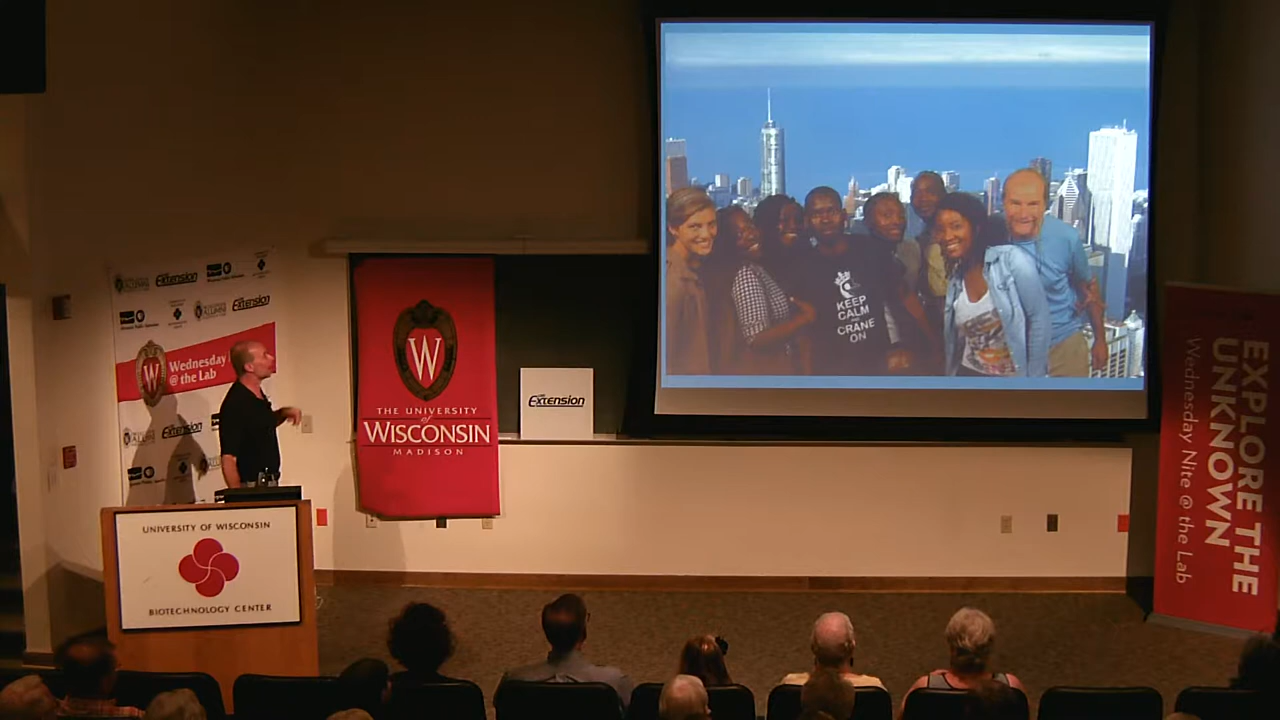 Extension
Extension
Wednesday
@ the Lab
W
Extension
W
THE UNIVERSITY
of
WISCONSIN
MADISON
Extension
KEEP
CALM
AND
CRANE
ON
EXPLORE THE
UNKNOWN
Wednesday Nite @ the Lab
UNIVERSITY OF WISCONSIN
BIOTECHNOLOGY CENTER